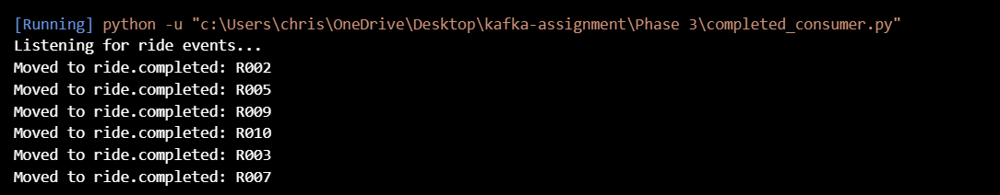 [Running] python -u "c:\Users\chris\OneDrive\Desktop\kafka-assignment\Phase 3\completed_consumer.py"
Listening for ride events...
Moved to ride.completed: R002
Moved to ride.completed: R005
Moved to ride.completed: R009
Moved to ride.completed: R010
Moved to ride.completed: R003
Moved to ride.completed: R007